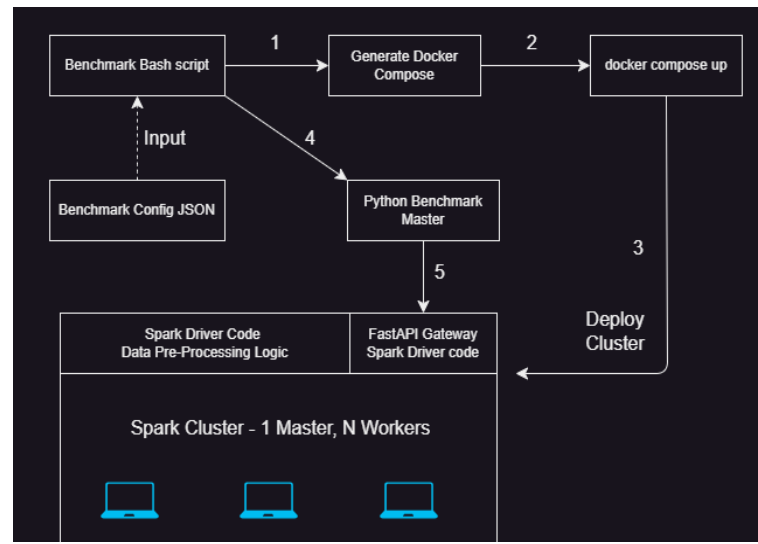 1
2
Benchmark Bash script
Generate Docker
Compose
docker compose up
Input
4
Benchmark Config JSON
Python Benchmark
Master
3
5
Spark Driver Code
Data Pre-Processing Logic
FastAPI Gateway
Spark Driver code
Deploy
Cluster
Spark Cluster - 1 Master, N Workers